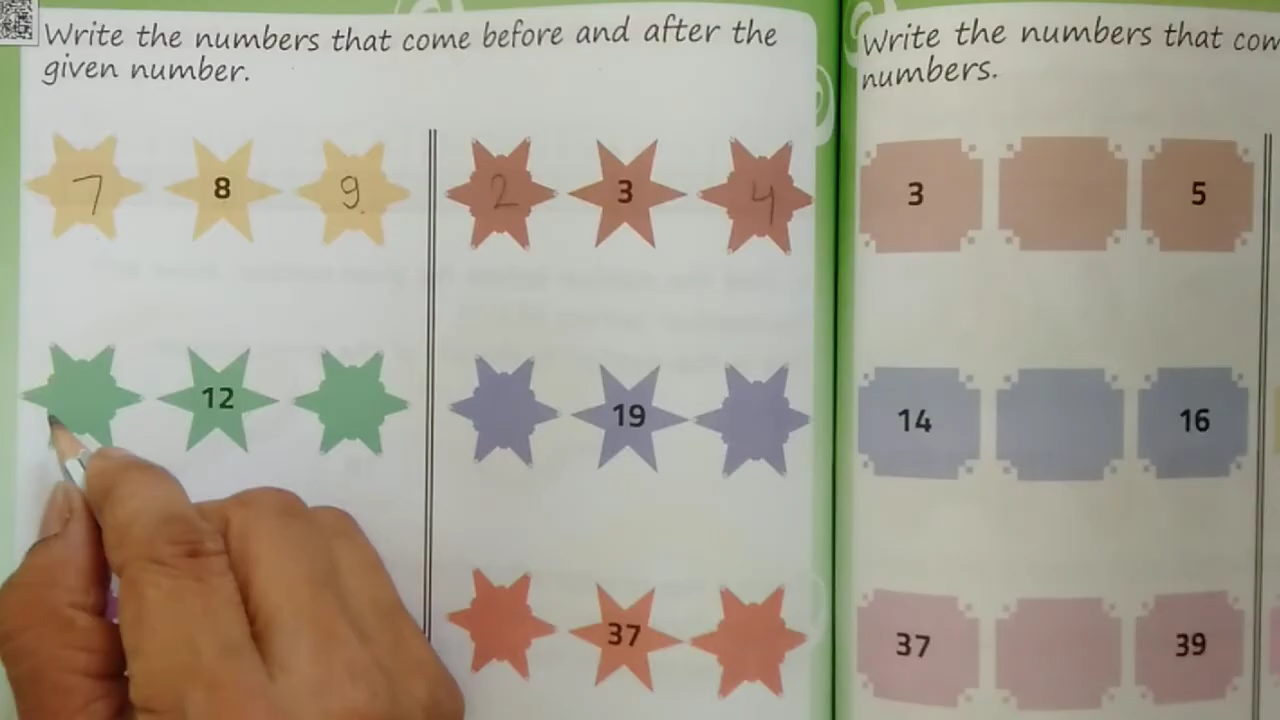 Write the numbers that come before and after the
given number.
7 8 9
2 3 4
12
19
37
Write the numbers that com
numbers.
3 5
14 16
37 39